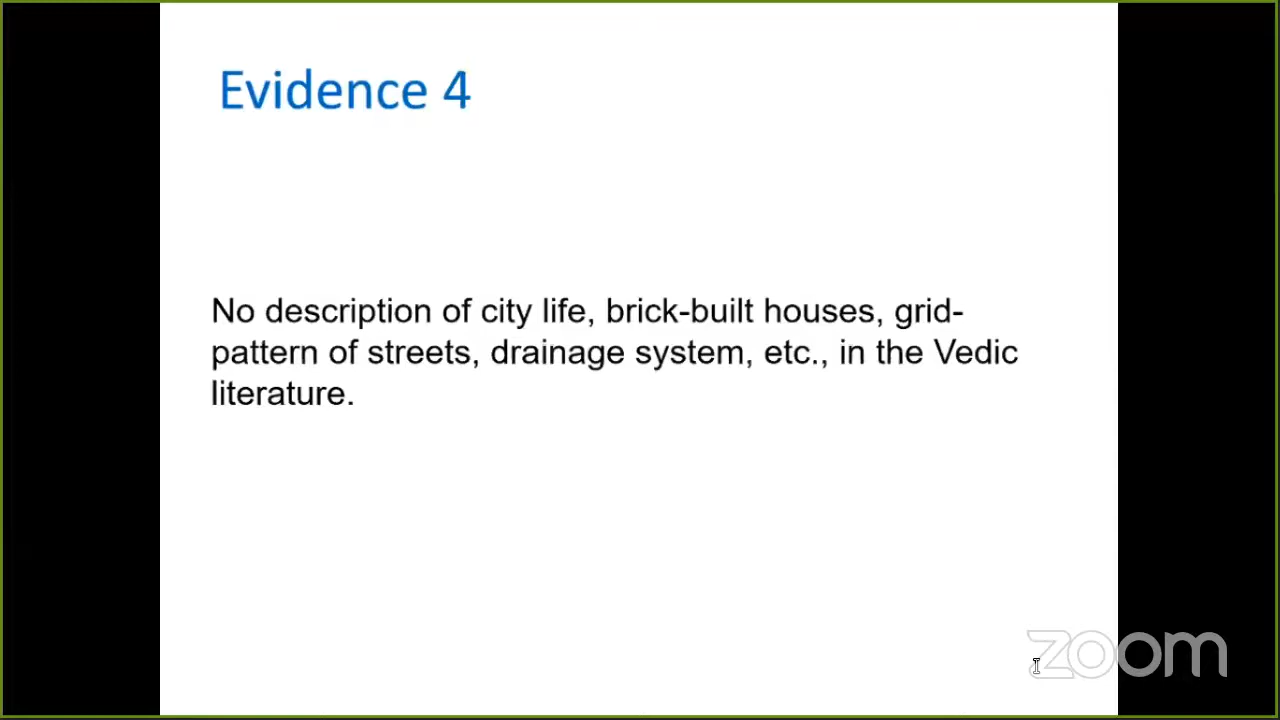 Evidence 4
No description of city life, brick-built houses, grid-
pattern of streets, drainage system, etc., in the Vedic
literature.
zoom